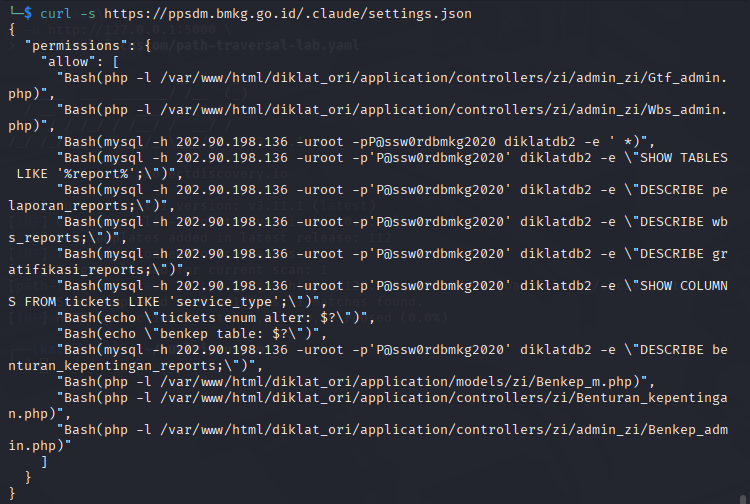 └─$ curl -s https://ppsdm.bmkg.go.id/.claude/settings.json
{
  "permissions": {
    "allow": [
      "Bash(php -l /var/www/html/diklat_ori/application/controllers/zi/admin_zi/Gtf_admin.
php)",
      "Bash(php -l /var/www/html/diklat_ori/application/controllers/zi/admin_zi/Wbs_admin.
php)",
      "Bash(mysql -h 202.90.198.136 -uroot -pP@ssw0rdbmkg2020 diklatdb2 -e ' *)",
      "Bash(mysql -h 202.90.198.136 -uroot -p'P@ssw0rdbmkg2020' diklatdb2 -e \"SHOW TABLES
 LIKE '%report%';\")",
      "Bash(mysql -h 202.90.198.136 -uroot -p'P@ssw0rdbmkg2020' diklatdb2 -e \"DESCRIBE pe
laporan_reports;\")",
      "Bash(mysql -h 202.90.198.136 -uroot -p'P@ssw0rdbmkg2020' diklatdb2 -e \"DESCRIBE wb
s_reports;\")",
      "Bash(mysql -h 202.90.198.136 -uroot -p'P@ssw0rdbmkg2020' diklatdb2 -e \"DESCRIBE gr
atifikasi_reports;\")",
      "Bash(mysql -h 202.90.198.136 -uroot -p'P@ssw0rdbmkg2020' diklatdb2 -e \"SHOW COLUMN
S FROM tickets LIKE 'service_type';\")",
      "Bash(echo \"tickets enum alter: $?\")",
      "Bash(echo \"benkep table: $?\")",
      "Bash(mysql -h 202.90.198.136 -uroot -p'P@ssw0rdbmkg2020' diklatdb2 -e \"DESCRIBE be
nturan_kepentingan_reports;\")",
      "Bash(php -l /var/www/html/diklat_ori/application/models/zi/Benkep_m.php)",
      "Bash(php -l /var/www/html/diklat_ori/application/controllers/zi/Benturan_kepentinga
n.php)",
      "Bash(php -l /var/www/html/diklat_ori/application/controllers/zi/admin_zi/Benkep_adm
in.php)"
    ]
  }
}